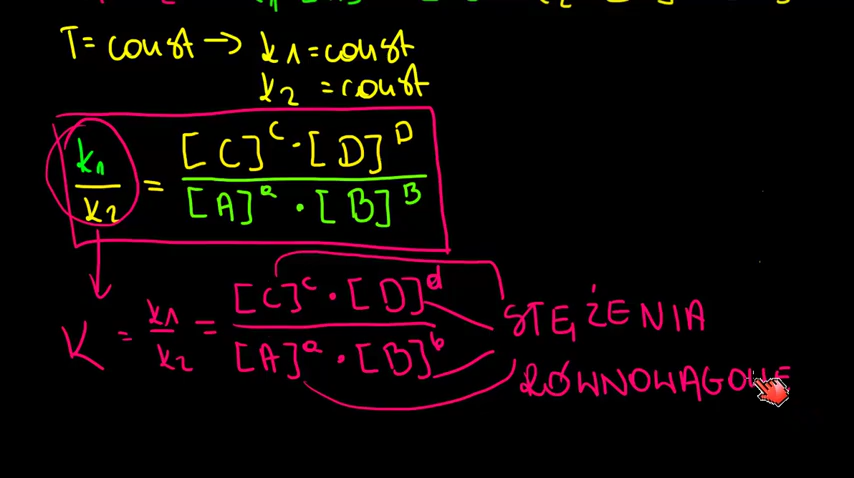 T = const → k1 = const
k2 = const
k1/k2 = [C]^c · [D]^D / [A]^a · [B]^B
K = k1/k2 = [C]^c · [D]^d / [A]^a · [B]^b
STĘŻENIA
RÓWNOWAGOWE